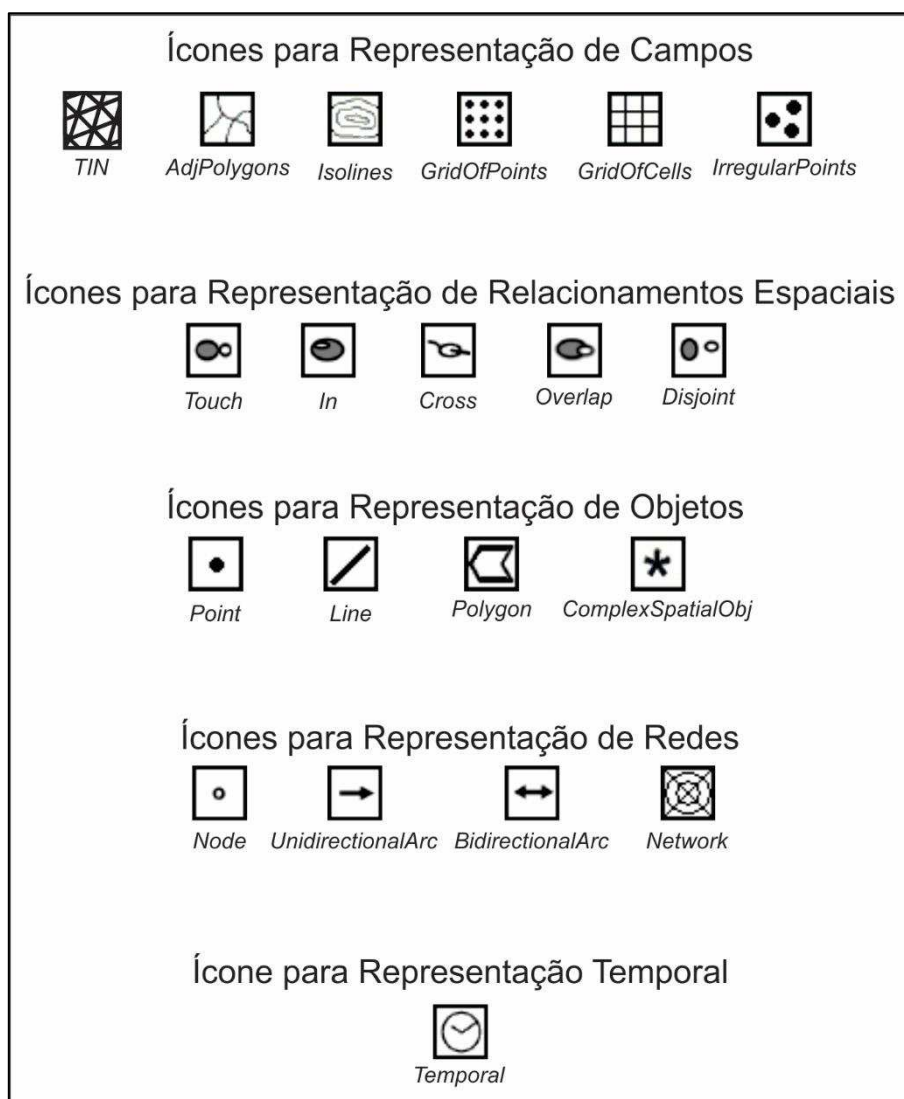 Ícones para Representação de Campos
TIN AdjPolygons Isolines GridOfPoints GridOfCells IrregularPoints
Ícones para Representação de Relacionamentos Espaciais
Touch In Cross Overlap Disjoint
Ícones para Representação de Objetos
Point Line Polygon ComplexSpatialObj
Ícones para Representação de Redes
Node UnidirectionalArc BidirectionalArc Network
Ícone para Representação Temporal
Temporal